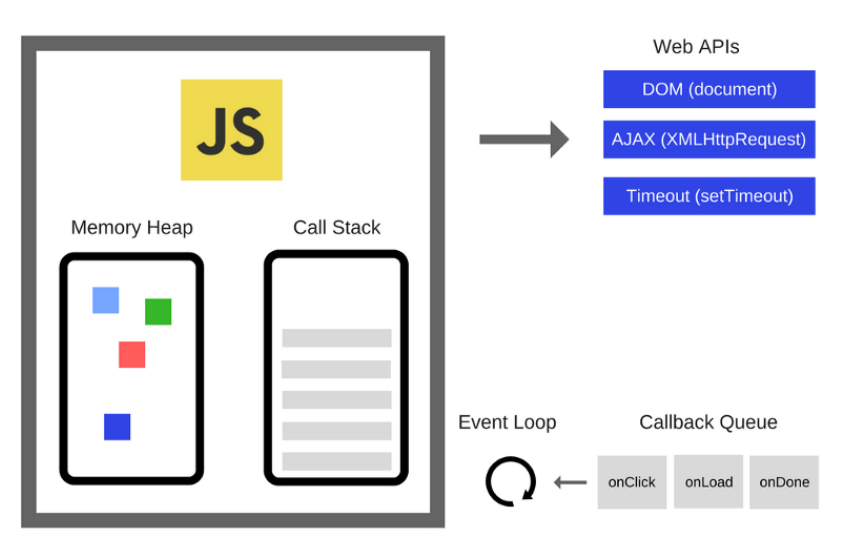 JS
Memory Heap
Call Stack
Web APIs
DOM (document)
AJAX (XMLHttpRequest)
Timeout (setTimeout)
Event Loop
Callback Queue
onClick
onLoad
onDone